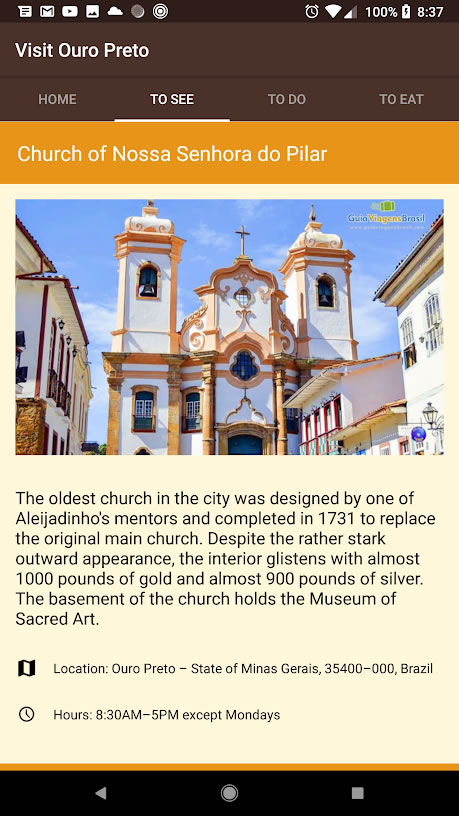 100% 8:37
Visit Ouro Preto
HOME TO SEE TO DO TO EAT
Church of Nossa Senhora do Pilar
GuiaViagensBrasil
The oldest church in the city was designed by one of
Aleijadinho's mentors and completed in 1731 to replace
the original main church. Despite the rather stark
outward appearance, the interior glistens with almost
1000 pounds of gold and almost 900 pounds of silver.
The basement of the church holds the Museum of
Sacred Art.
Location: Ouro Preto – State of Minas Gerais, 35400–000, Brazil
Hours: 8:30AM–5PM except Mondays